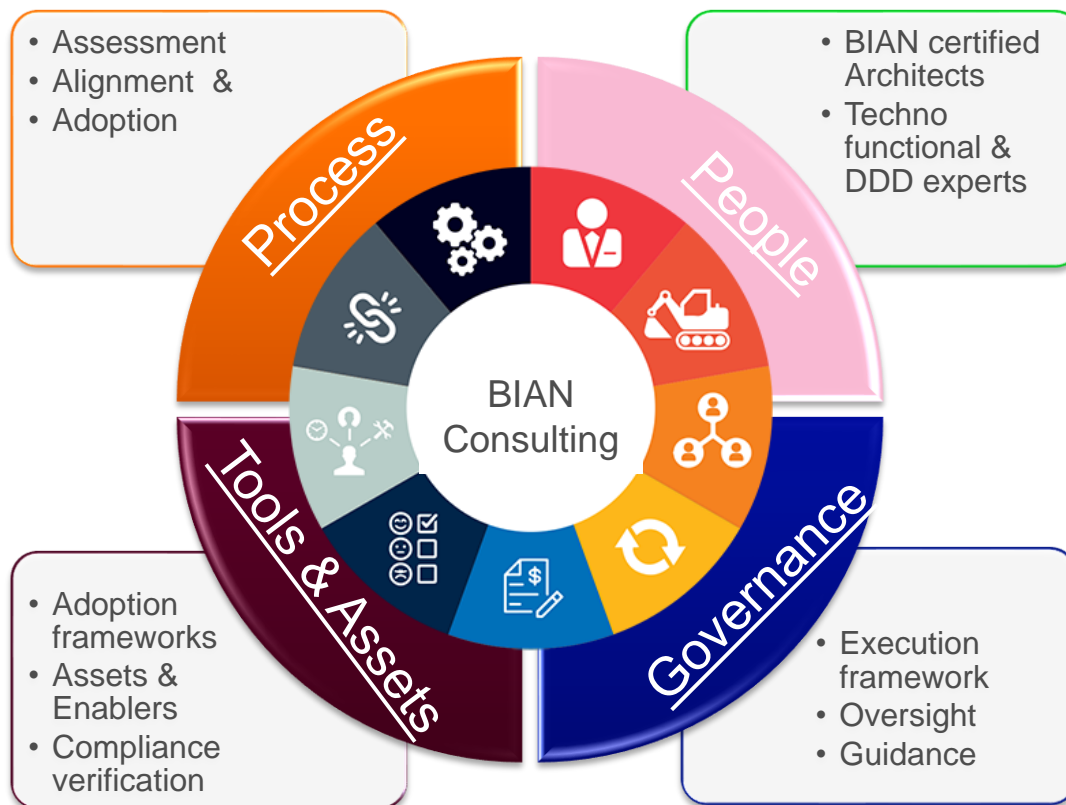 • Assessment
• Alignment &
• Adoption
• BIAN certified
Architects
• Techno
functional &
DDD experts
Process
People
BIAN
Consulting
$
Tools & Assets
Governance
• Adoption
frameworks
• Assets &
Enablers
• Compliance
verification
• Execution
framework
• Oversight
• Guidance